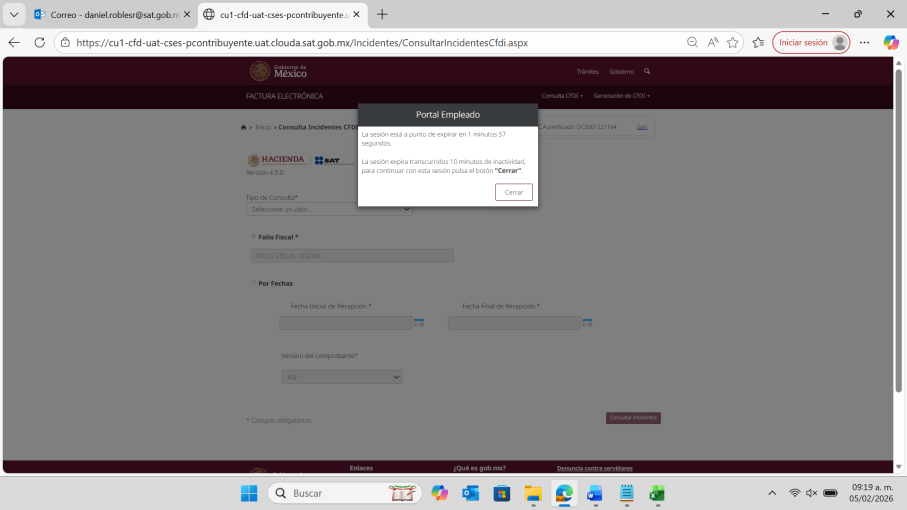 Correo - daniel.roblesr@sat.gob.m
cu1-cfd-uat-cses-pcontribuyente.u
https://cu1-cfd-uat-cses-pcontribuyente.uat.clouda.sat.gob.mx/Incidentes/ConsultarIncidentesCfdi.aspx
Iniciar sesión
Gobierno de
México
Trámites Gobierno
FACTURA ELECTRÓNICA
Consulta CFDI Generación de CFDI
Portal Empleado
Inicio Consulta Incidentes CFDI
Autenticado: DCS001221164 Salir
La sesión está a punto de expirar en 1 minutos 57
segundos.
La sesión expira transcurridos 10 minutos de inactividad,
para continuar con esta sesión pulsa el botón "Cerrar".
Cerrar
HACIENDA SAT
Versión 4.5.0
Tipo de Consulta*
Seleccione un valor...
Folio Fiscal *
FOLIO FISCAL DIGITAL
Por Fechas
Fecha Inicial de Recepción * Fecha Final de Recepción *
Version del comprobante*
4.0
* Campos obligatorios
Consultar Incidentes
Enlaces ¿Qué es gob.mx? Denuncia contra servidores
Buscar
09:19 a. m.
05/02/2026